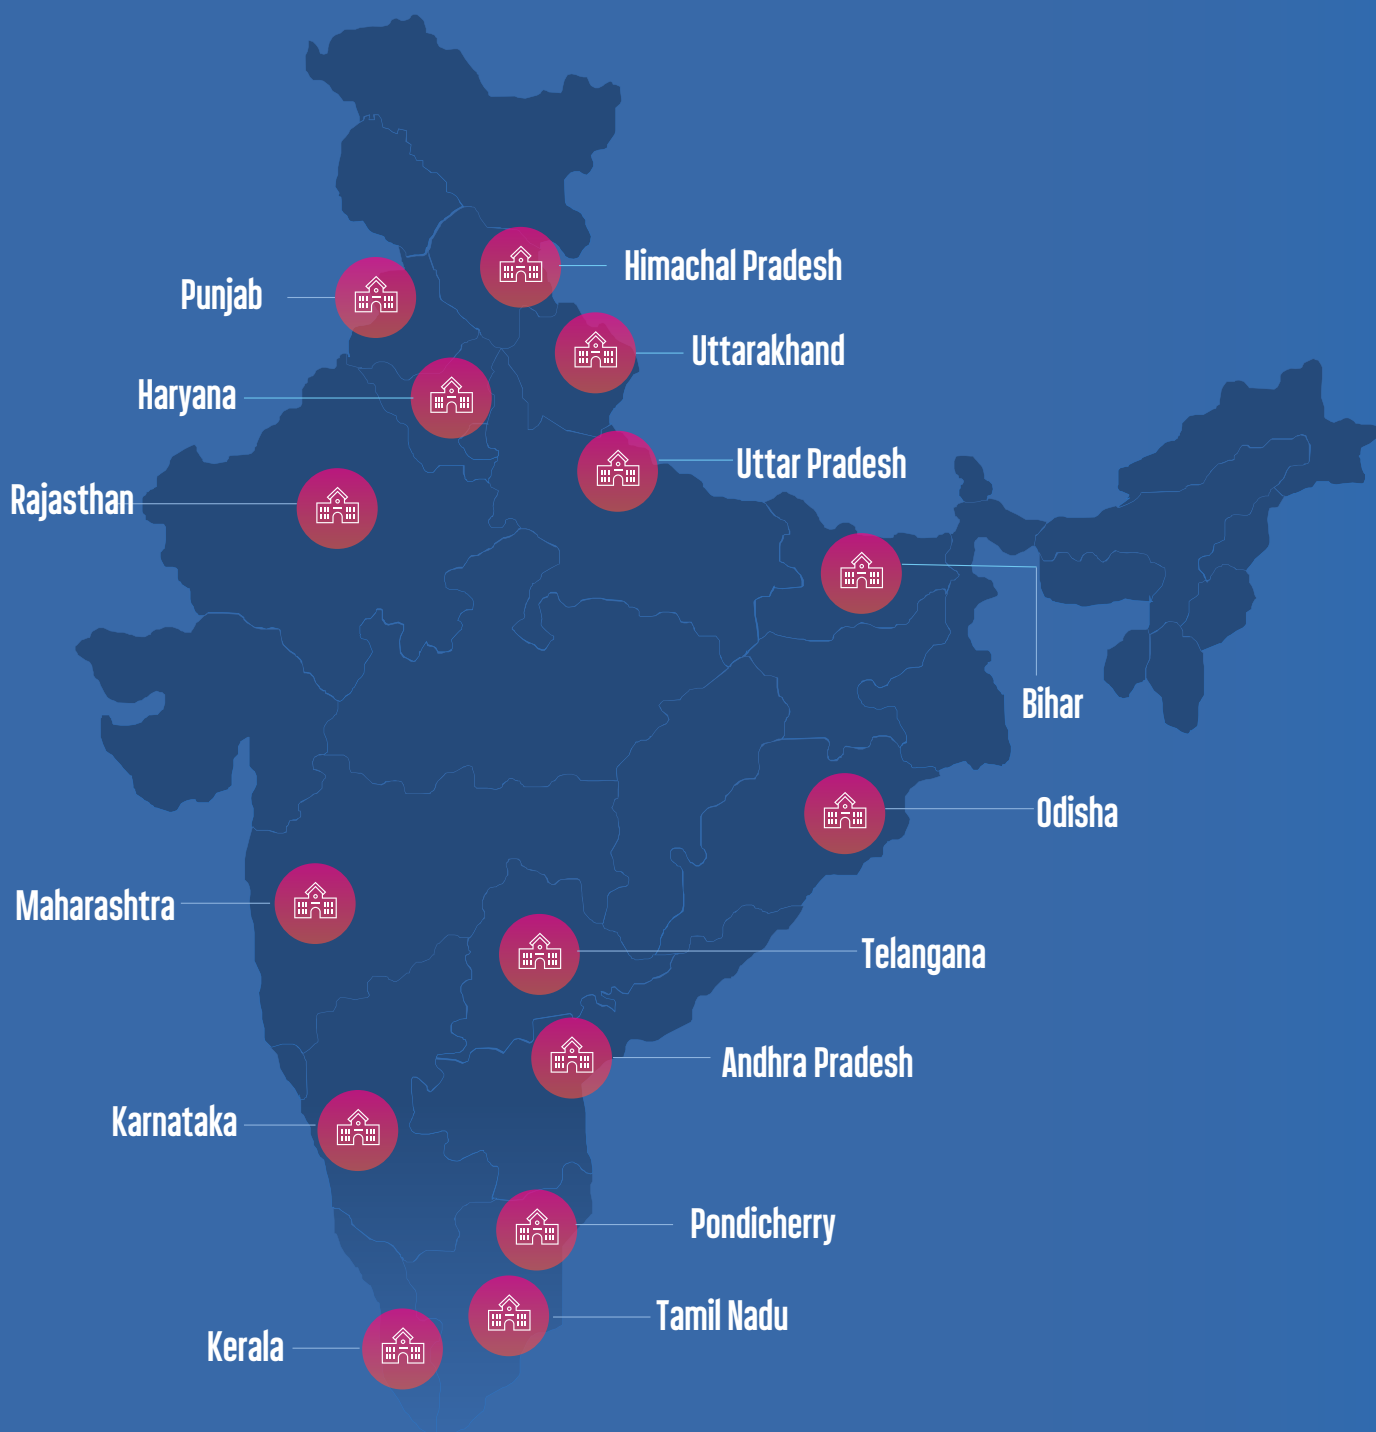 Himachal Pradesh
Punjab
Uttarakhand
Haryana
Uttar Pradesh
Rajasthan
Bihar
Odisha
Maharashtra
Telangana
Andhra Pradesh
Karnataka
Pondicherry
Tamil Nadu
Kerala